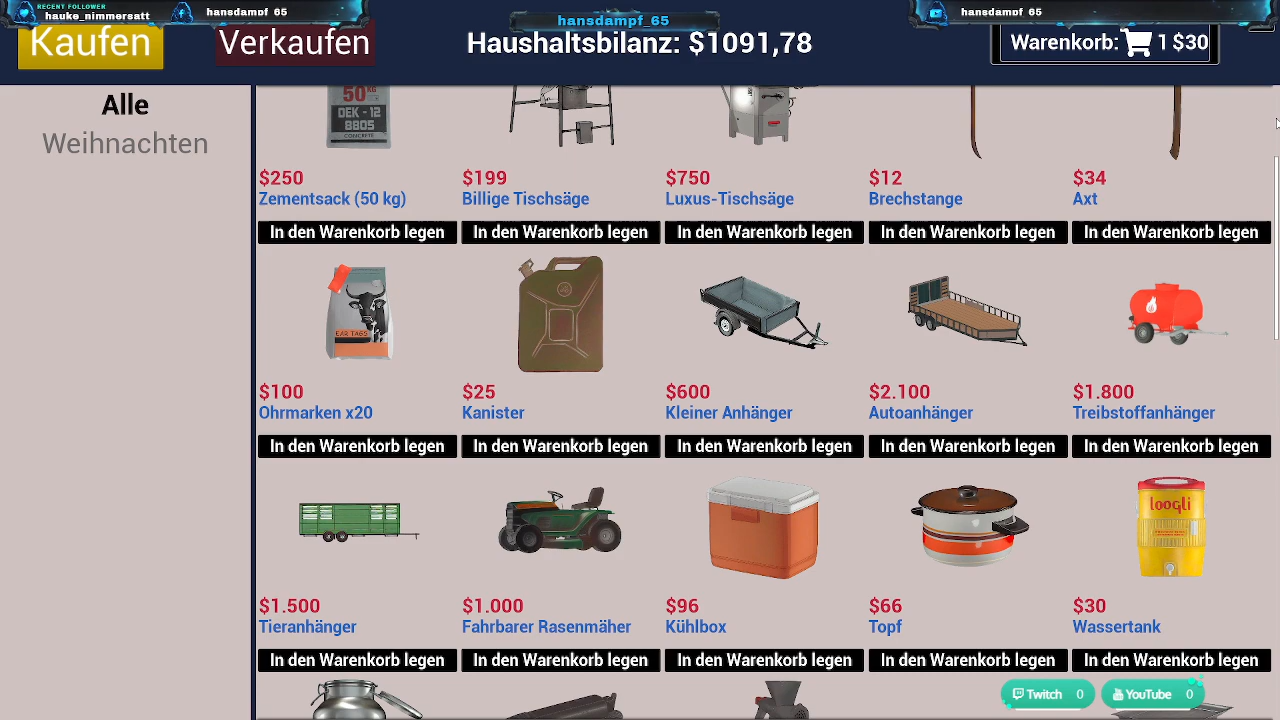 RECENT FOLLOWER
hauke_nimmersatt
hansdampf_65
hansdampf_65
hansdampf_65
Kaufen
Verkaufen
Haushaltsbilanz: $1091,78
Warenkorb: 1 $30
Alle
Weihnachten
50 KG
DEK - 12
8805
CONCRETE
$250
Zementsack (50 kg)
In den Warenkorb legen
$199
Billige Tischsäge
In den Warenkorb legen
$750
Luxus-Tischsäge
In den Warenkorb legen
$12
Brechstange
In den Warenkorb legen
$34
Axt
In den Warenkorb legen
EAR TAGS
$100
Ohrmarken x20
In den Warenkorb legen
$25
Kanister
In den Warenkorb legen
$600
Kleiner Anhänger
In den Warenkorb legen
$2.100
Autoanhänger
In den Warenkorb legen
$1.800
Treibstoffanhänger
In den Warenkorb legen
$1.500
Tieranhänger
In den Warenkorb legen
$1.000
Fahrbarer Rasenmäher
In den Warenkorb legen
$96
Kühlbox
In den Warenkorb legen
$66
Topf
In den Warenkorb legen
loogli
$30
Wassertank
In den Warenkorb legen
Twitch 0
YouTube 0